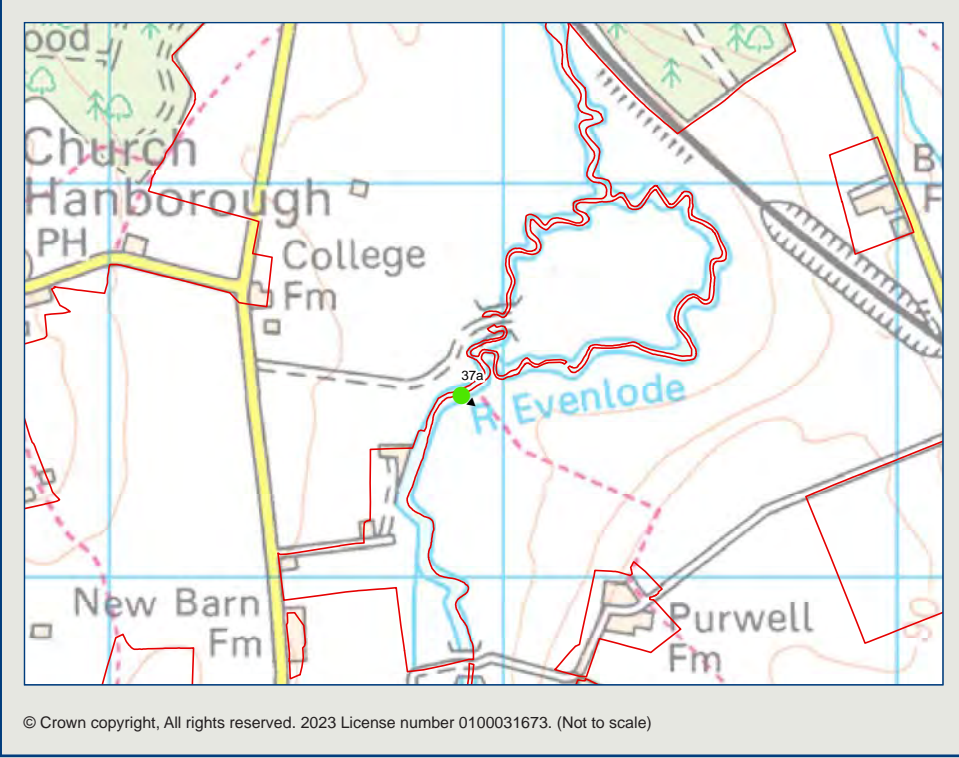 ood
Church
Hanborough
PH
College
Fm
B
F
37a
R Evenlode
New Barn
Fm
Purwell
Fm
© Crown copyright, All rights reserved. 2023 License number 0100031673. (Not to scale)